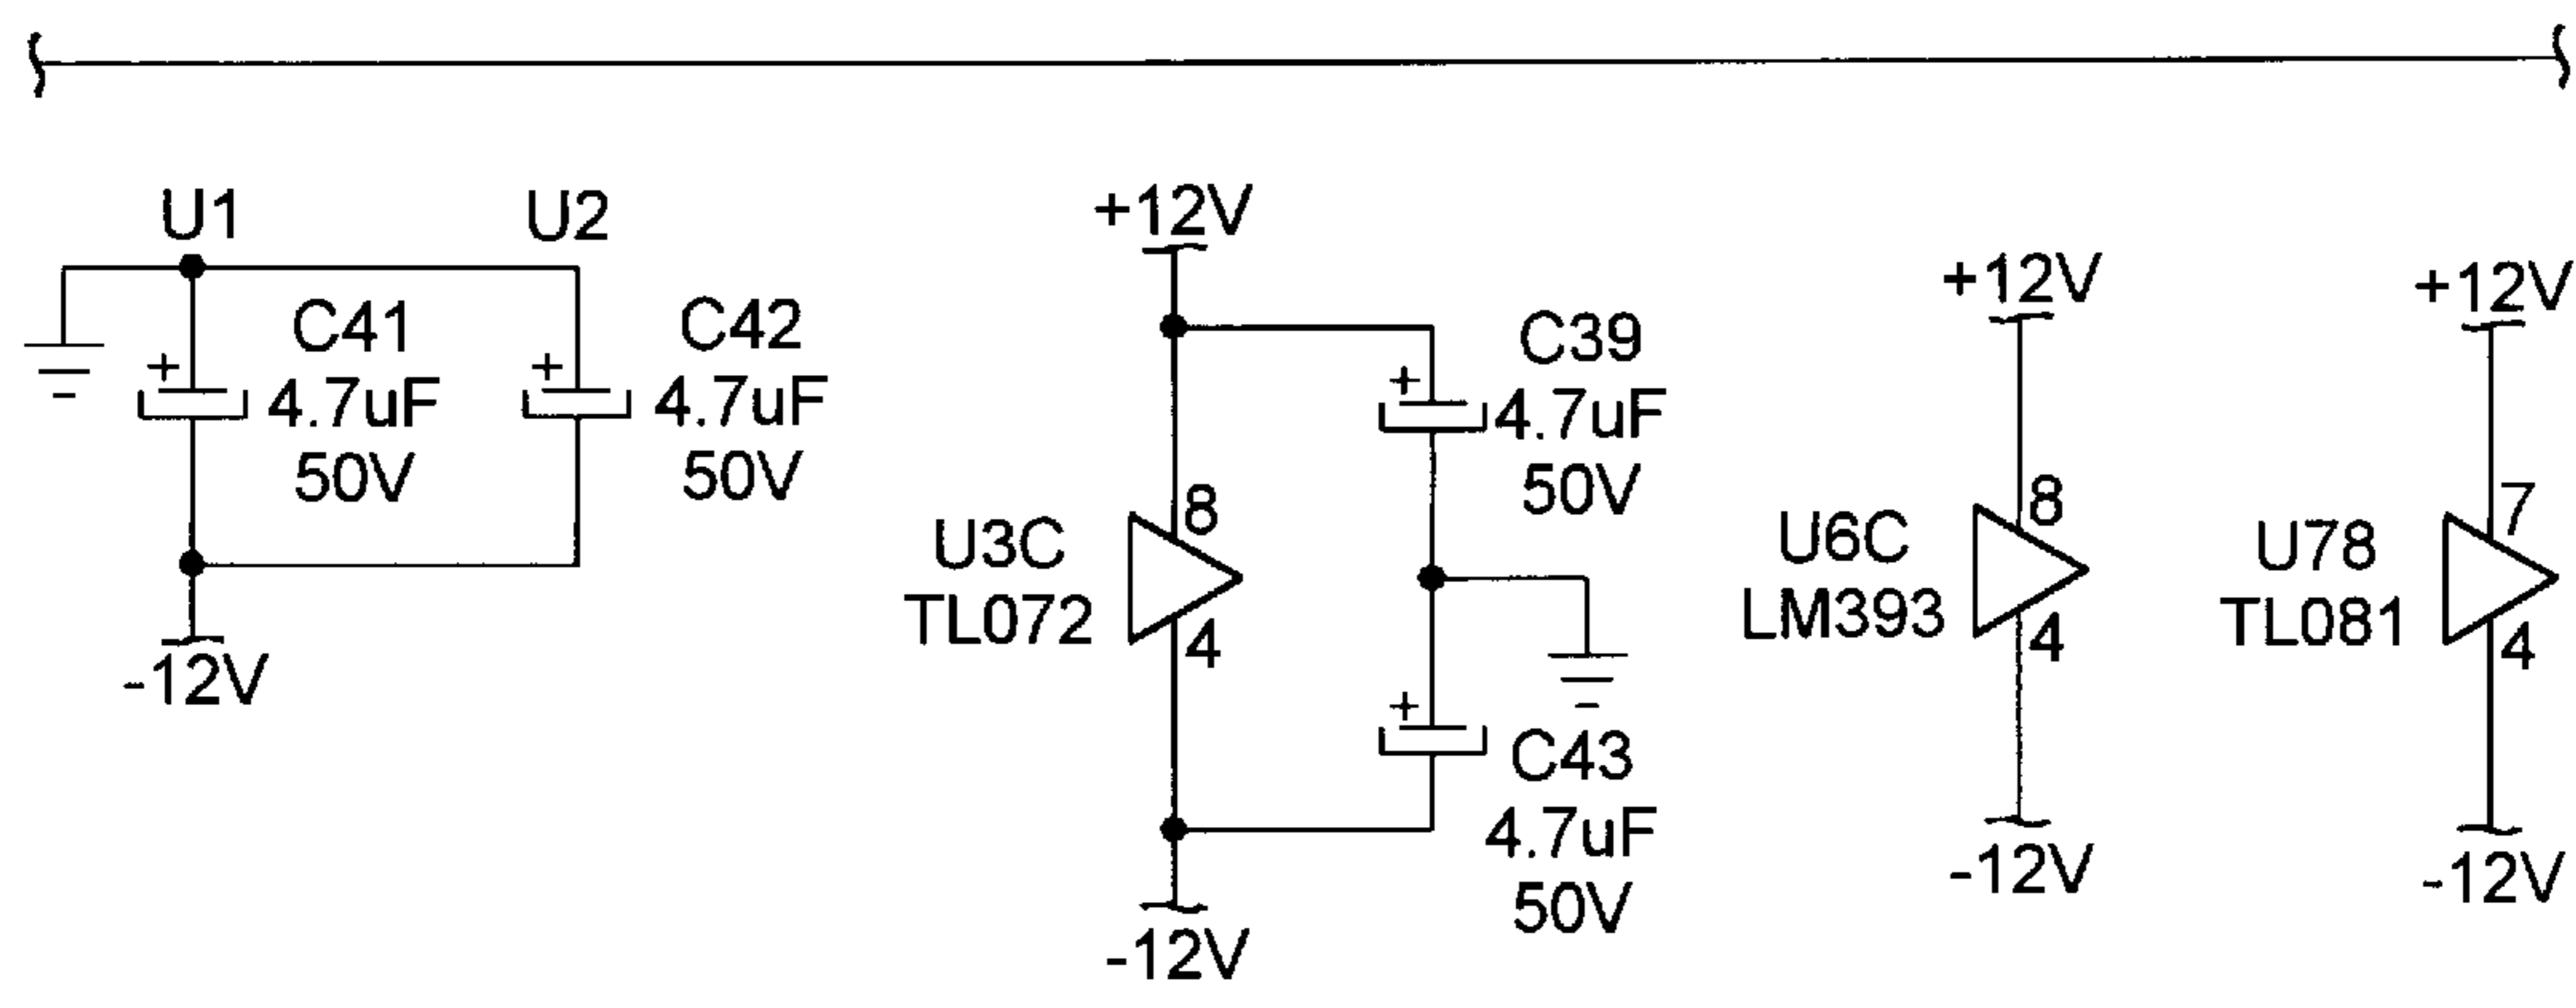 U1
U2
+
C41
4.7uF
50V
+
C42
4.7uF
50V
-12V
+12V
+
C39
4.7uF
50V
8
U3C
TL072
4
+
C43
4.7uF
50V
-12V
+12V
8
U6C
LM393
4
-12V
+12V
7
U78
TL081
4
-12V